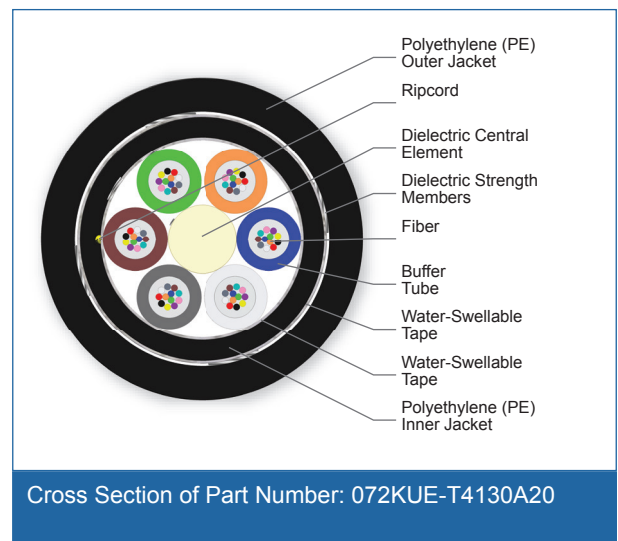 Polyethylene (PE)
Outer Jacket
Ripcord
Dielectric Central
Element
Dielectric Strength
Members
Fiber
Buffer
Tube
Water-Swellable
Tape
Water-Swellable
Tape
Polyethylene (PE)
Inner Jacket
Cross Section of Part Number: 072KUE-T4130A20